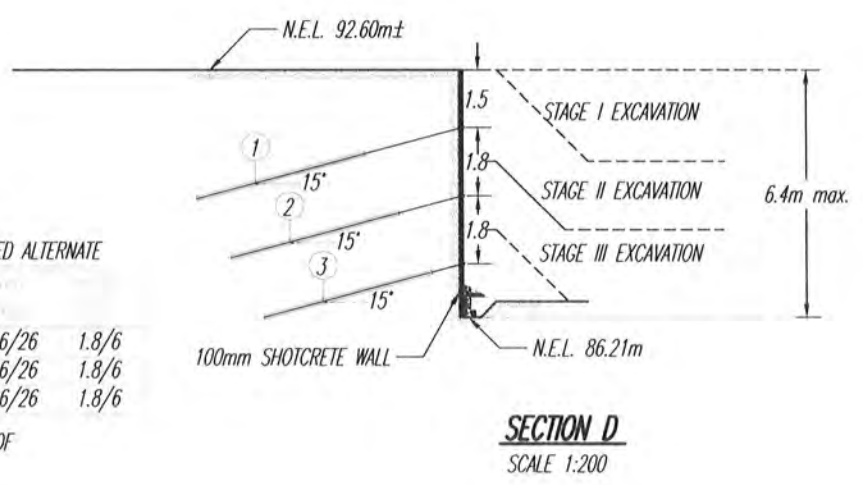 N.E.L. 92.60m±
1.5
STAGE I EXCAVATION
1
15°
1.8
STAGE II EXCAVATION
6.4m max.
2
15°
1.8
STAGE III EXCAVATION
ED ALTERNATE
3
15°
6/26 1.8/6
6/26 1.8/6
6/26 1.8/6
100mm SHOTCRETE WALL
N.E.L. 86.21m
OF
SECTION D
SCALE 1:200